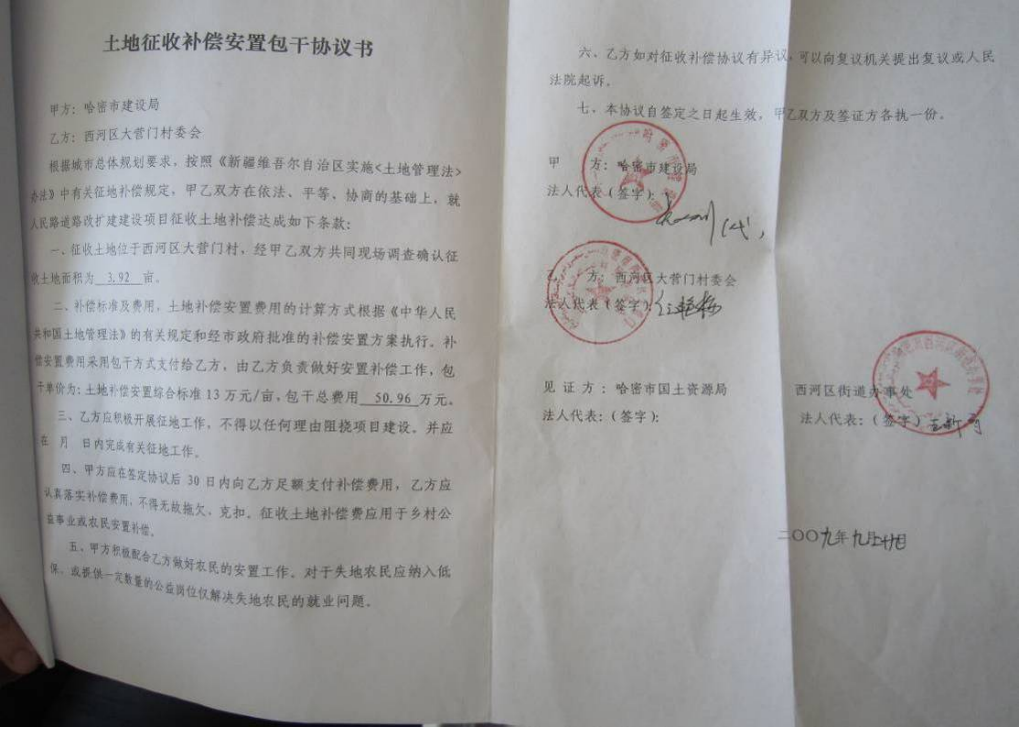 土地征收补偿安置包干协议书
甲方：哈密市建设局
乙方：西河区大营门村委会
根据城市总体规划要求，按照《新疆维吾尔自治区实施<土地管理法>
办法》中有关征地补偿规定，甲乙双方在依法、平等、协商的基础上，就
人民路道路改扩建建设项目征收土地补偿达成如下条款：
一、征收土地位于西河区大营门村，经甲乙双方共同现场调查确认征
收土地面积为 3.92 亩。
二、补偿标准及费用，土地补偿安置费用的计算方式根据《中华人民
共和国土地管理法》的有关规定和经市政府批准的补偿安置方案执行。补
偿安置费用采用包干方式支付给乙方，由乙方负责做好安置补偿工作，包
干单价为：土地补偿安置综合标准 13 万元/亩，包干总费用 50.96 万元。
三、乙方应积极开展征地工作，不得以任何理由阻挠项目建设。并应
在 月 日内完成有关征地工作。
四、甲方应在签定协议后 30 日内向乙方足额支付补偿费用，乙方应
认真落实补偿费用，不得无故拖欠、克扣。征收土地补偿费应用于乡村公
益事业或农民安置补偿。
五、甲方积极配合乙方做好农民的安置工作。对于失地农民应纳入低
保，或提供一定数量的公益岗位仅解决失地农民的就业问题。
六、乙方如对征收补偿协议有异议，可以向复议机关提出复议或人民
法院起诉。
七、本协议自签定之日起生效，甲乙双方及签证方各执一份。
甲 方：哈密市建设局
法人代表（签字）：
代
乙 方：西河区大营门村委会
法人代表（签字）：
见 证 方：哈密市国土资源局
法人代表：（签字）：
西河区街道办事处
法人代表：（签字）
二〇〇九年九月